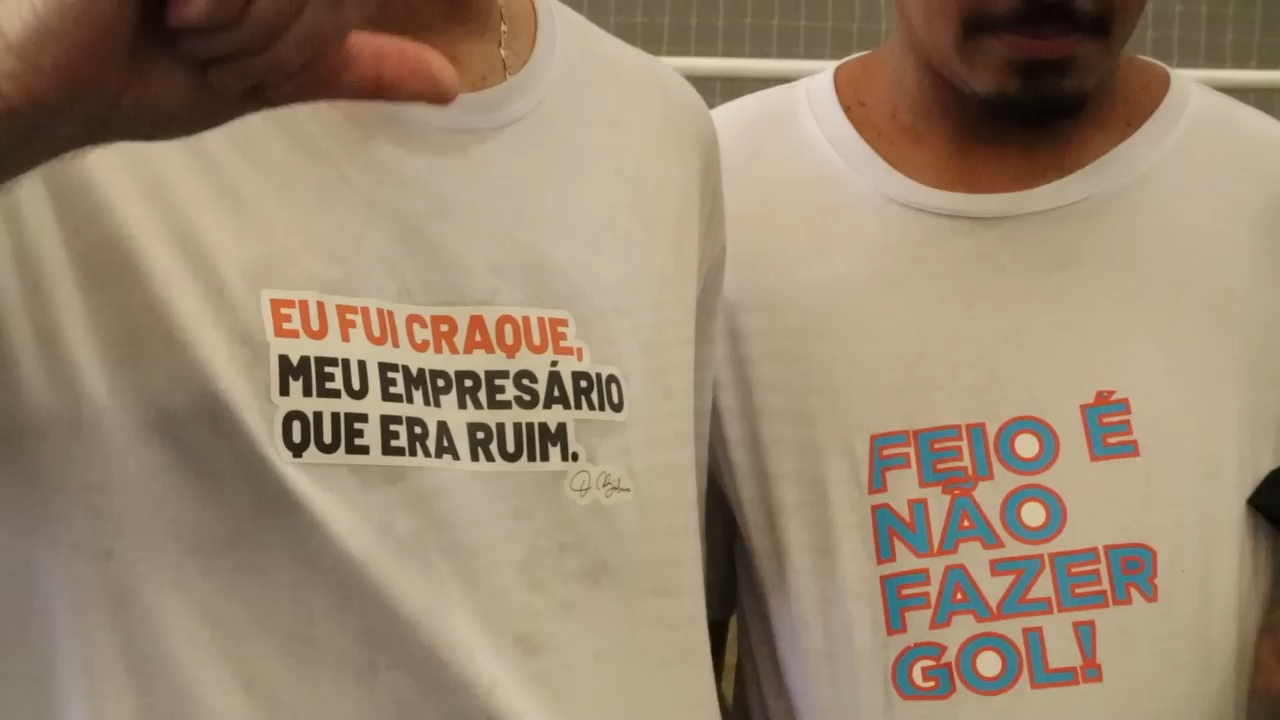 EU FUI CRAQUE,
MEU EMPRESÁRIO
QUE ERA RUIM.
FEIO É
NÃO
FAZER
GOL!